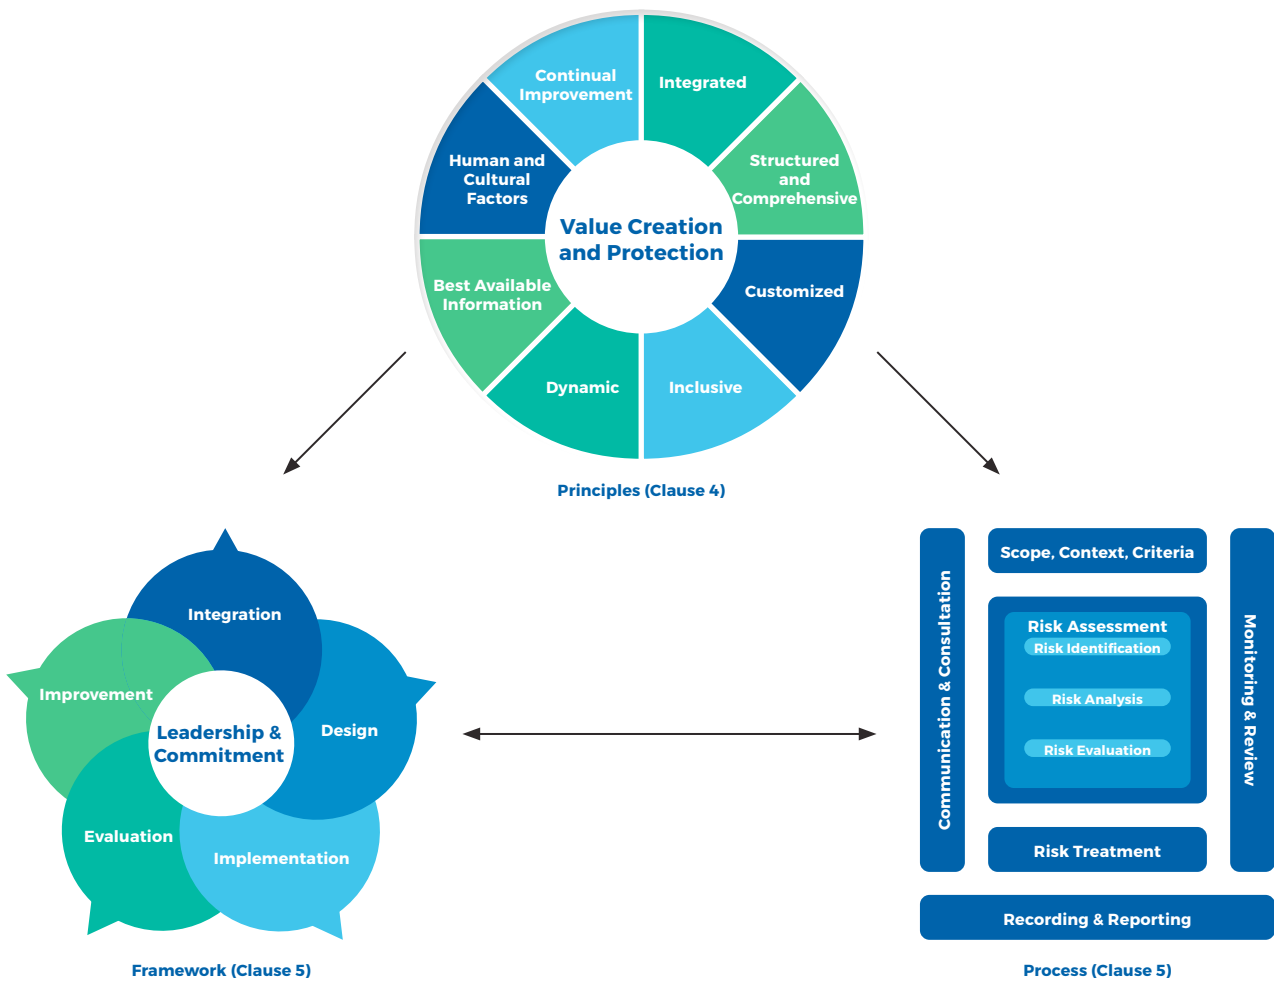 Continual
Improvement
Integrated
Human and
Cultural
Factors
Structured
and
Comprehensive
Value Creation
and Protection
Best Available
Information
Customized
Dynamic
Inclusive
Principles (Clause 4)
Integration
Improvement
Design
Leadership &
Commitment
Evaluation
Implementation
Framework (Clause 5)
Communication & Consultation
Scope, Context, Criteria
Risk Assessment
Risk Identification
Risk Analysis
Risk Evaluation
Risk Treatment
Monitoring & Review
Recording & Reporting
Process (Clause 5)